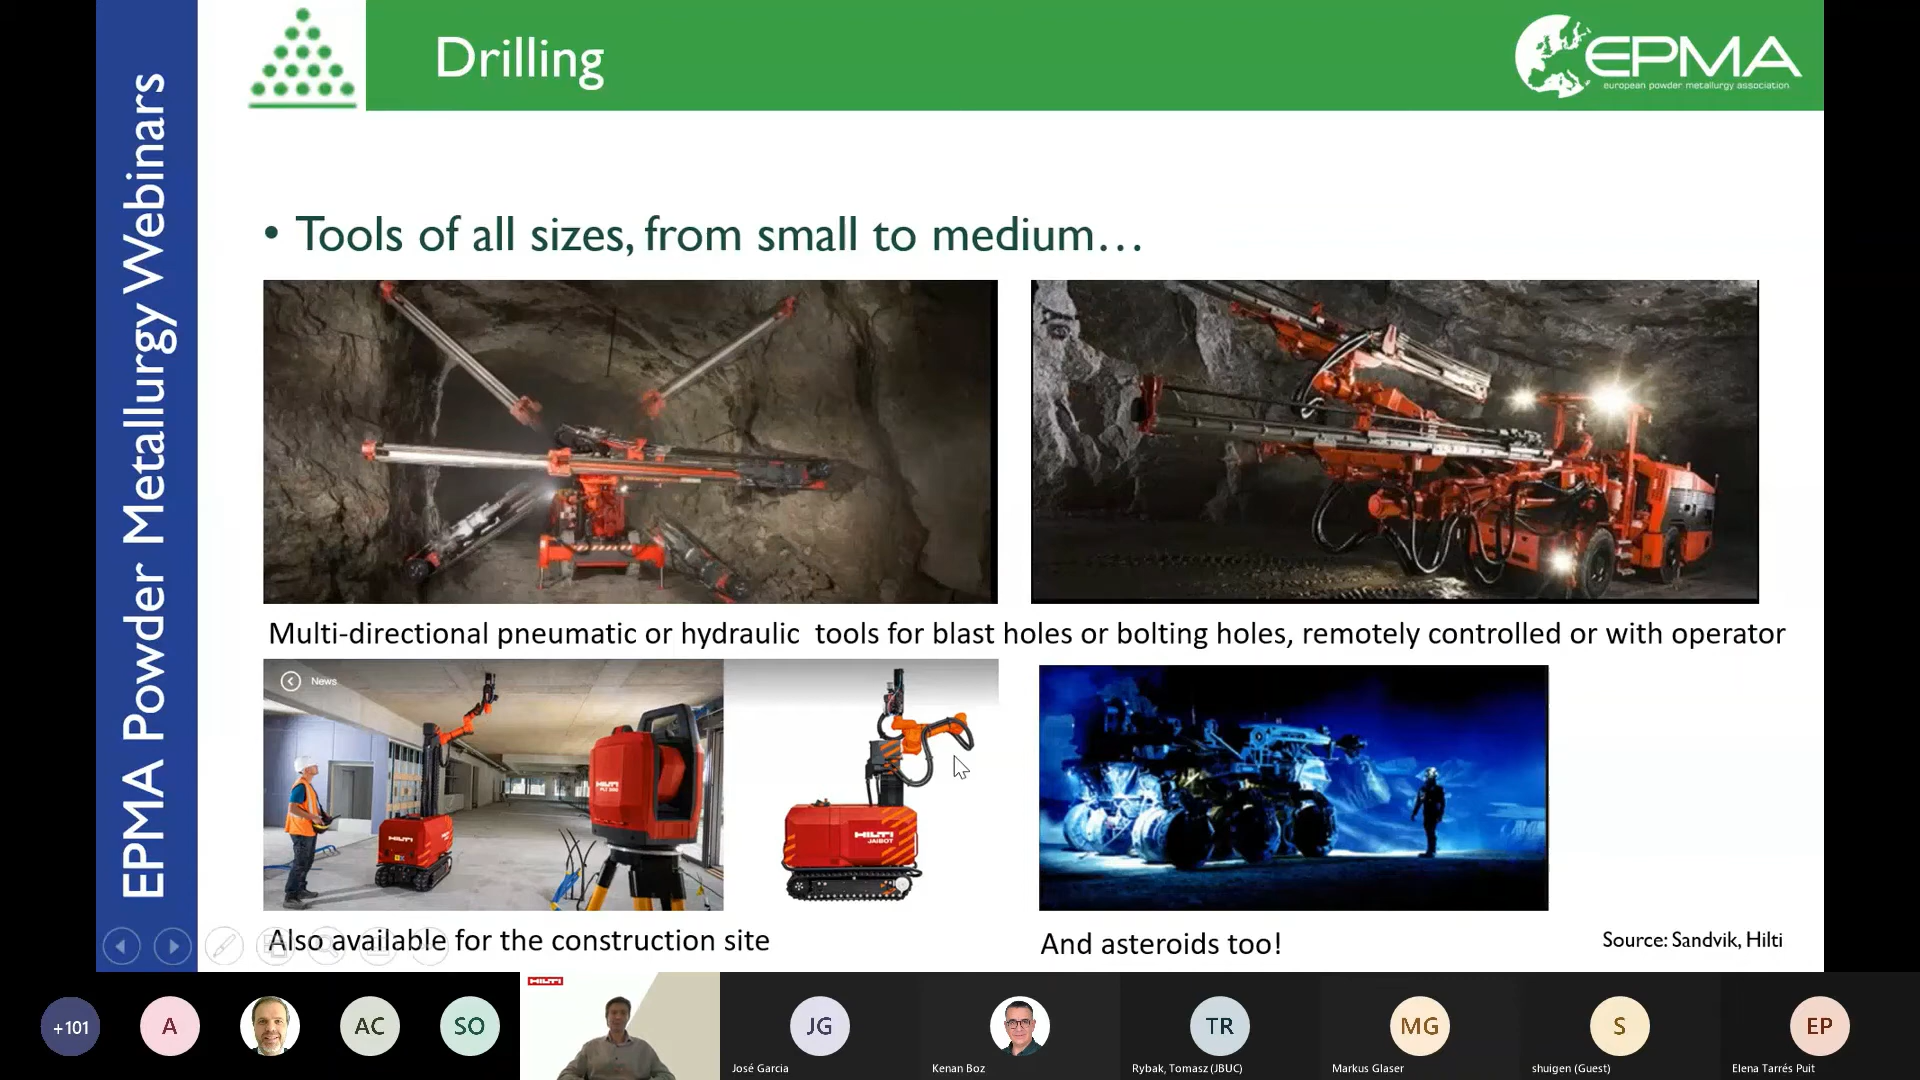 EPMA Powder Metallurgy Webinars
Drilling
EPMA
european powder metallurgy association
• Tools of all sizes, from small to medium…
Multi-directional pneumatic or hydraulic tools for blast holes or bolting holes, remotely controlled or with operator
News
HILTI
HILTI
JAIBOT
Also available for the construction site
And asteroids too!
Source: Sandvik, Hilti
HILTI
+101
A
AC
SO
JG
TR
MG
S
EP
José Garcia
Kenan Boz
Rybak, Tomasz (JBUC)
Markus Glaser
shuigen (Guest)
Elena Tarrés Puit